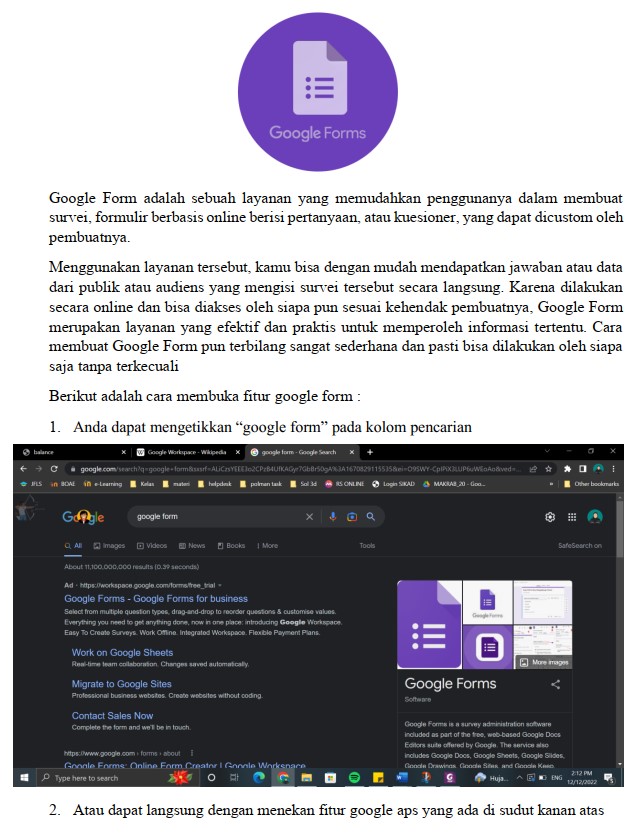 Google Forms
Google Form adalah sebuah layanan yang memudahkan penggunanya dalam membuat
survei, formulir berbasis online berisi pertanyaan, atau kuesioner, yang dapat dicustom oleh
pembuatnya.
Menggunakan layanan tersebut, kamu bisa dengan mudah mendapatkan jawaban atau data
dari publik atau audiens yang mengisi survei tersebut secara langsung. Karena dilakukan
secara online dan bisa diakses oleh siapa pun sesuai kehendak pembuatnya, Google Form
merupakan layanan yang efektif dan praktis untuk memperoleh informasi tertentu. Cara
membuat Google Form pun terbilang sangat sederhana dan pasti bisa dilakukan oleh siapa
saja tanpa terkecuali
Berikut adalah cara membuka fitur google form :
1. Anda dapat mengetikkan “google form” pada kolom pencarian
balance Google Workspace - Wikipedia google form - Google Search
google.com/search?q=google+form
JFLS BOAE e-Learning Kelas materi helpdesk polman task Sol 3d RS ONLINE Login SIKAD MAKRAB_20 - Goo... Other bookmarks
Google google form
All Images Videos News Books More Tools SafeSearch on
About 11,100,000,000 results (0.39 seconds)
Ad · https://workspace.google.com/forms/free_trial
Google Forms - Google Forms for business
Select from multiple question types, drag-and-drop to reorder questions & customise values.
Everything you need to get anything done, now in one place: introducing Google Workspace.
Easy To Create Surveys. Work Offline. Integrated Workspace. Flexible Payment Plans.
Work on Google Sheets
Real-time team collaboration. Changes saved automatically.
Migrate to Google Sites
Professional business websites. Create websites without coding.
Contact Sales Now
Complete the form and we'll be in touch.
https://www.google.com › forms › about
Google Forms: Online Form Creator | Google Workspace
Google Forms
More images
Google Forms
Software
Google Forms is a survey administration software
included as part of the free, web-based Google Docs
Editors suite offered by Google. The service also
includes Google Docs, Google Sheets, Google Slides,
Google Drawings, Google Sites, and Google Keep.
Type here to search Huja... ENG 2:12 PM
12/12/2022
2. Atau dapat langsung dengan menekan fitur google aps yang ada di sudut kanan atas